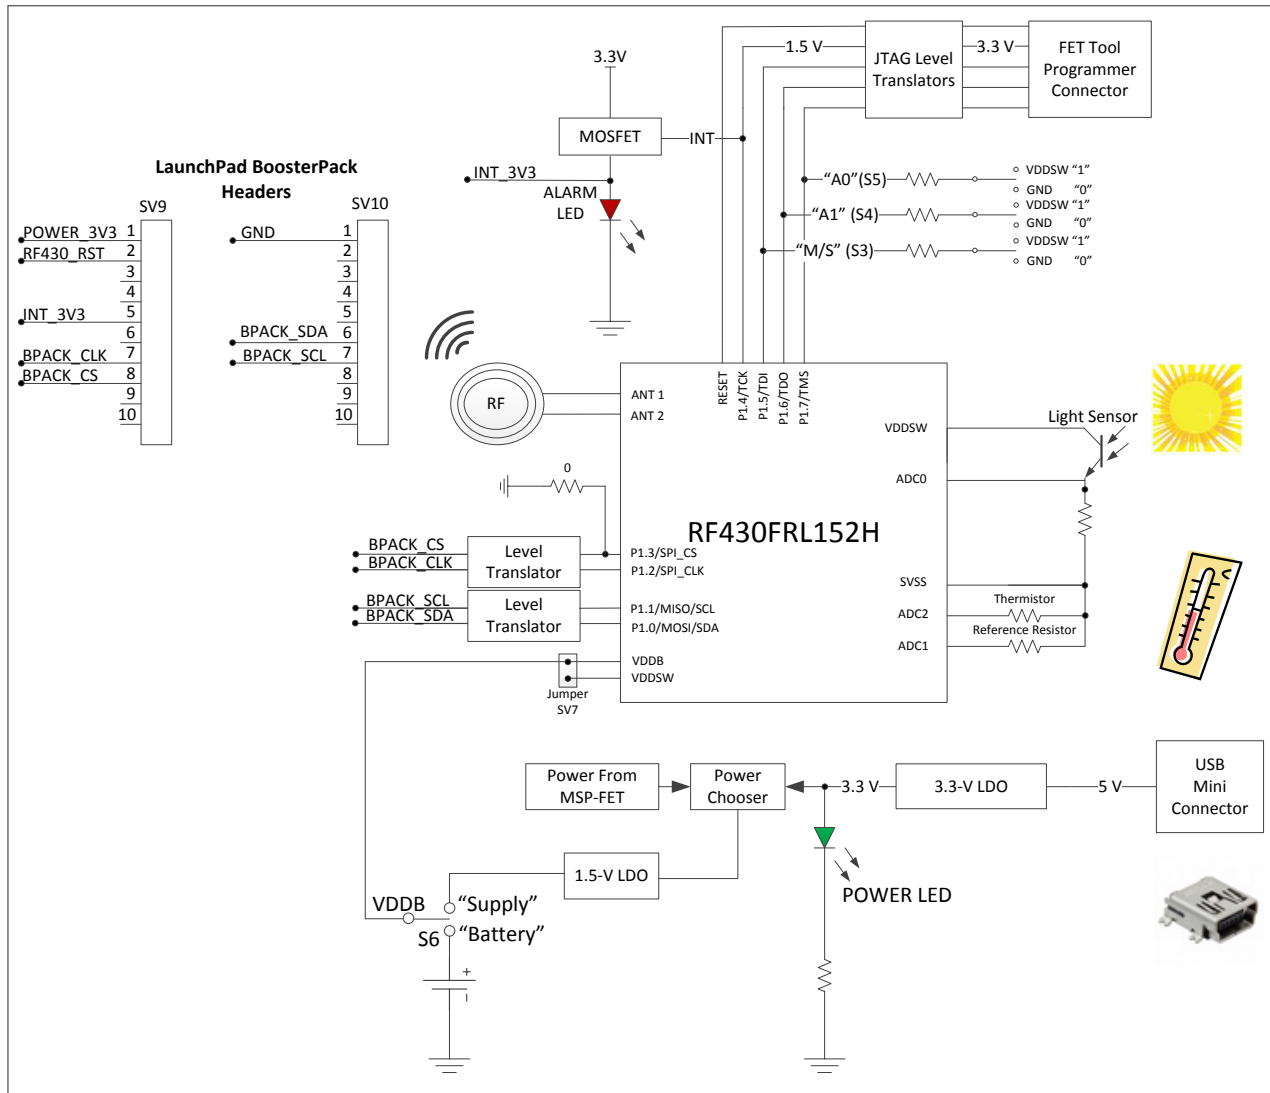 3.3V
MOSFET
INT
INT_3V3
ALARM
LED
1.5 V
JTAG Level
Translators
3.3 V
FET Tool
Programmer
Connector
"A0"(S5)
VDDSW "1"
GND "0"
"A1" (S4)
VDDSW "1"
GND "0"
"M/S" (S3)
VDDSW "1"
GND "0"
LaunchPad BoosterPack
Headers
SV9
POWER_3V3 1
RF430_RST 2
3
4
INT_3V3 5
6
BPACK_CLK 7
BPACK_CS 8
9
10
SV10
GND 1
2
3
4
5
BPACK_SDA 6
BPACK_SCL 7
8
9
10
RF
ANT 1
ANT 2
RESET
P1.4/TCK
P1.5/TDI
P1.6/TDO
P1.7/TMS
VDDSW
ADC0
Light Sensor
0
RF430FRL152H
BPACK_CS
BPACK_CLK
Level
Translator
P1.3/SPI_CS
P1.2/SPI_CLK
BPACK_SCL
BPACK_SDA
Level
Translator
P1.1/MISO/SCL
P1.0/MOSI/SDA
SVSS
Thermistor
ADC2
Reference Resistor
ADC1
VDDB
VDDSW
Jumper
SV7
Power From
MSP-FET
Power
Chooser
3.3 V
3.3-V LDO
5 V
USB
Mini
Connector
1.5-V LDO
POWER LED
VDDB
"Supply"
S6
"Battery"
+
−